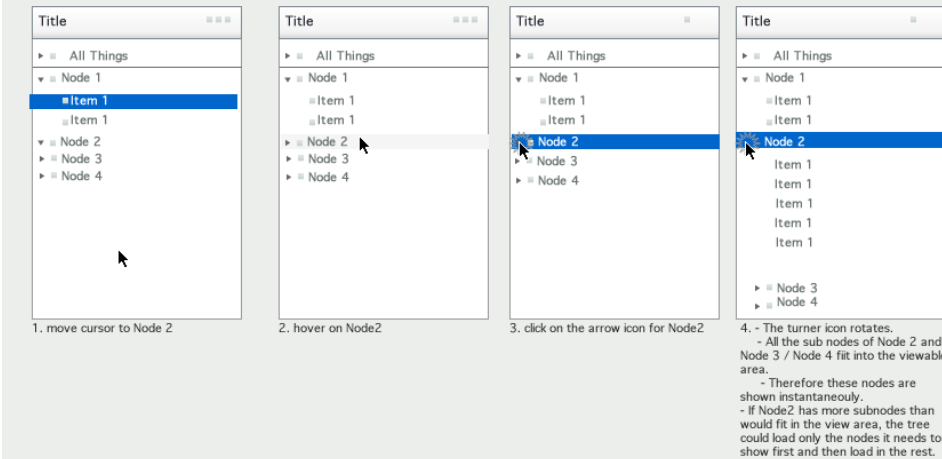 Title
All Things
Node 1
Item 1
Item 1
Node 2
Node 3
Node 4
1. move cursor to Node 2
Title
All Things
Node 1
Item 1
Item 1
Node 2
Node 3
Node 4
2. hover on Node2
Title
All Things
Node 1
Item 1
Item 1
Node 2
Node 3
Node 4
3. click on the arrow icon for Node2
Title
All Things
Node 1
Item 1
Item 1
Node 2
Item 1
Item 1
Item 1
Item 1
Item 1
Node 3
Node 4
4. - The turner icon rotates.
- All the sub nodes of Node 2 and
Node 3 / Node 4 fiit into the viewable
area.
- Therefore these nodes are
shown instantaneouly.
- If Node2 has more subnodes than
would fit in the view area, the tree
could load only the nodes it needs to
show first and then load in the rest.